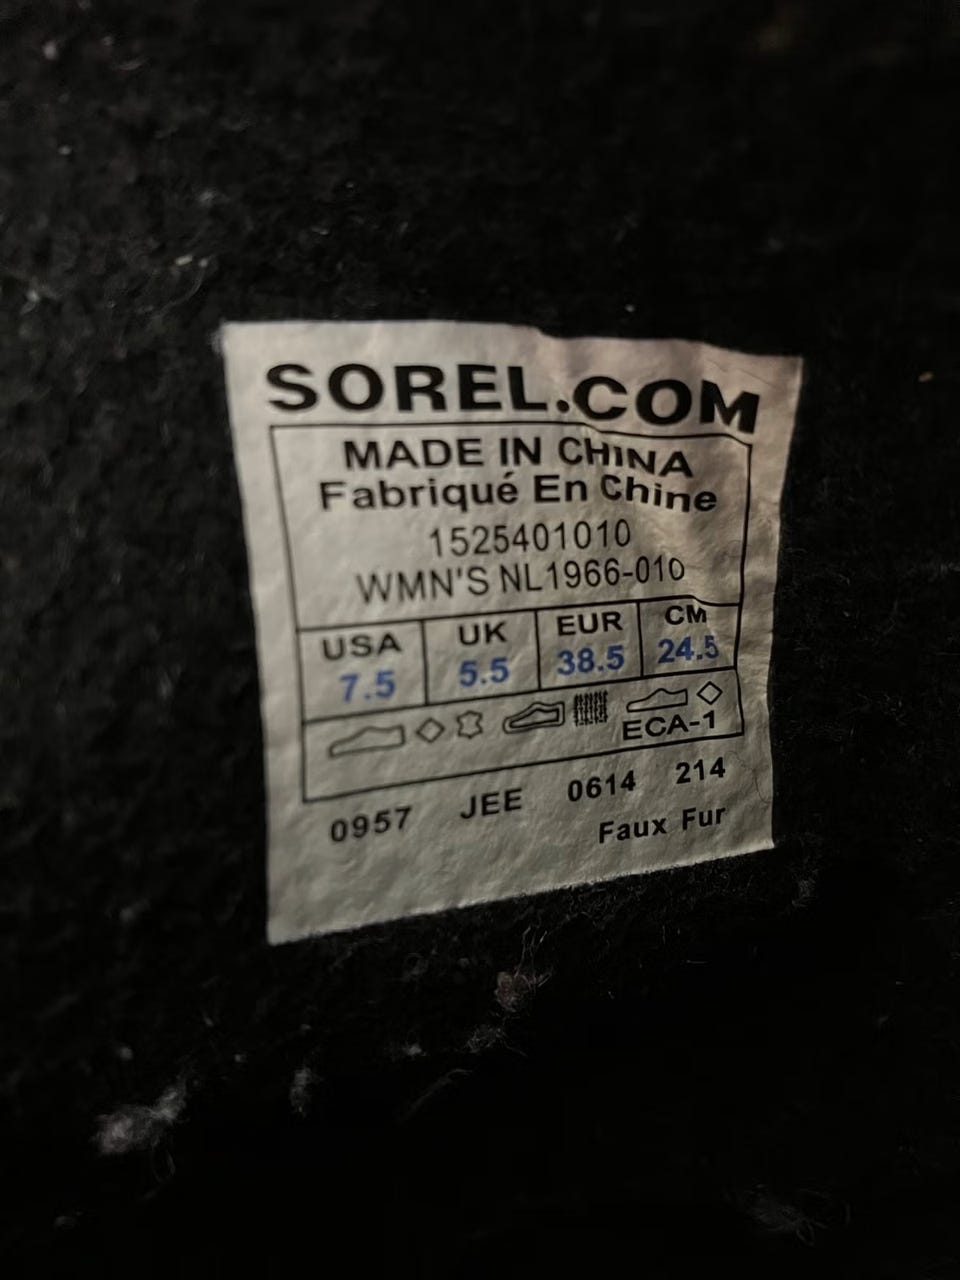 SOREL.COM
MADE IN CHINA
Fabriqué En Chine
1525401010
WMN'S NL1966-010
USA UK EUR CM
7.5 5.5 38.5 24.5
ECA-1
0957 JEE 0614 214
Faux Fur